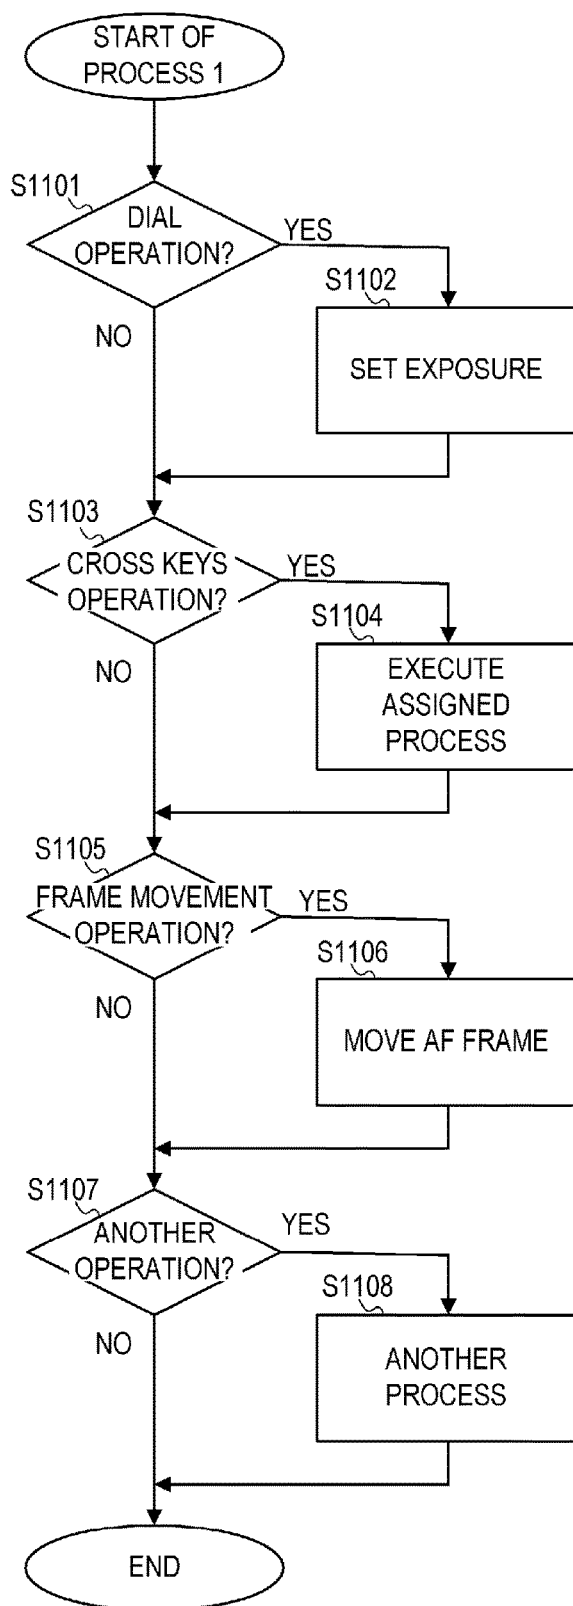 START OF
PROCESS 1
S1101
DIAL
OPERATION?
YES
S1102
SET EXPOSURE
NO
S1103
CROSS KEYS
OPERATION?
YES
S1104
EXECUTE
ASSIGNED
PROCESS
NO
S1105
FRAME MOVEMENT
OPERATION?
YES
S1106
MOVE AF FRAME
NO
S1107
ANOTHER
OPERATION?
YES
S1108
ANOTHER
PROCESS
NO
END